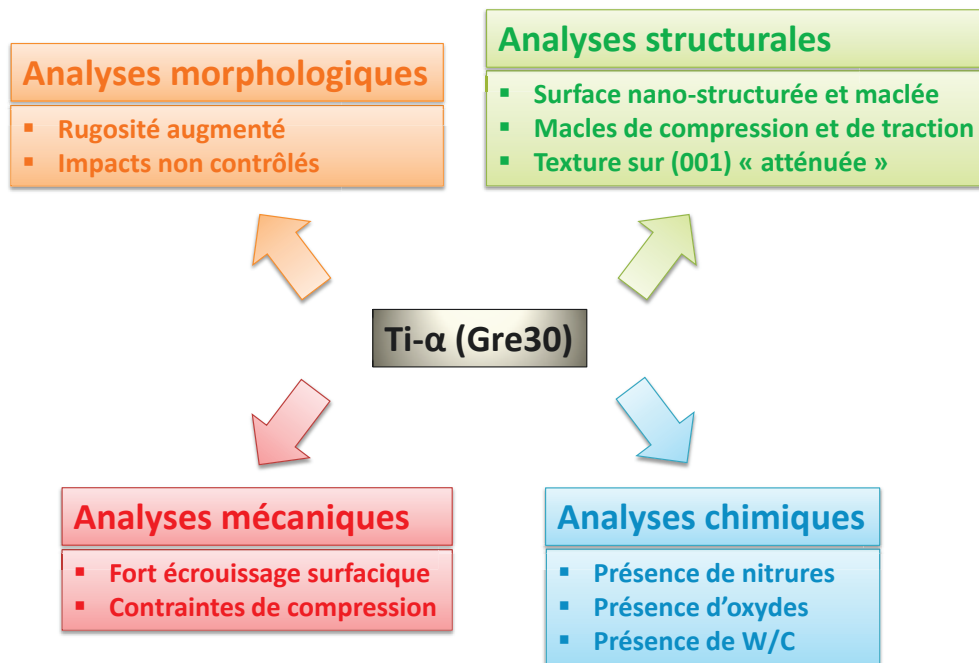 Analyses morphologiques
▪ Rugosité augmenté
▪ Impacts non contrôlés
Analyses structurales
▪ Surface nano-structurée et maclée
▪ Macles de compression et de traction
▪ Texture sur (001) « atténuée »
Ti-α (Gre30)
Analyses mécaniques
▪ Fort écrouissage surfacique
▪ Contraintes de compression
Analyses chimiques
▪ Présence de nitrures
▪ Présence d’oxydes
▪ Présence de W/C